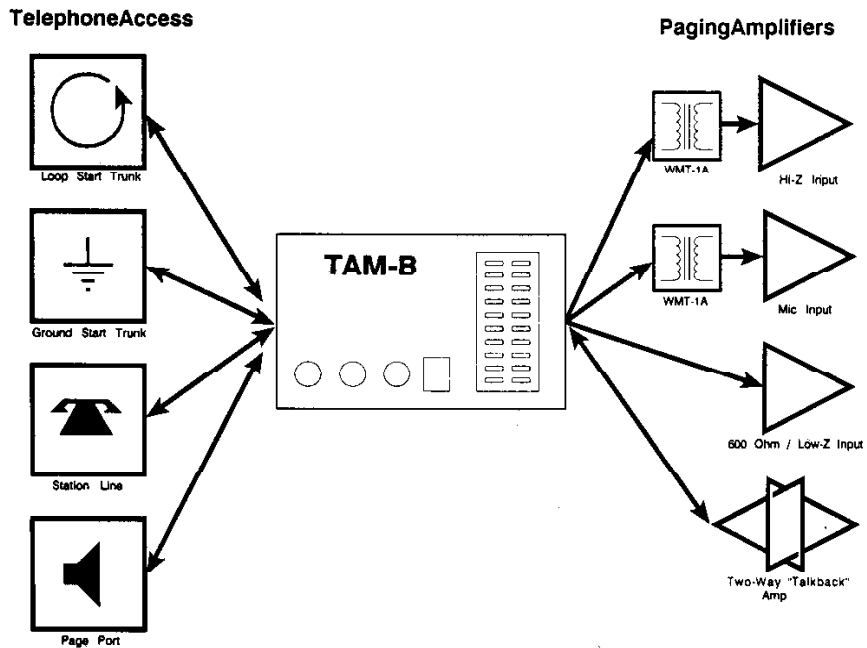 TelephoneAccess
Loop Start Trunk
Ground Start Trunk
Station Line
Page Port
TAM-B
PagingAmplifiers
WMT-1A
Hi-Z Input
WMT-1A
Mic Input
600 Ohm / Low-Z Input
Two-Way "Talkback"
Amp